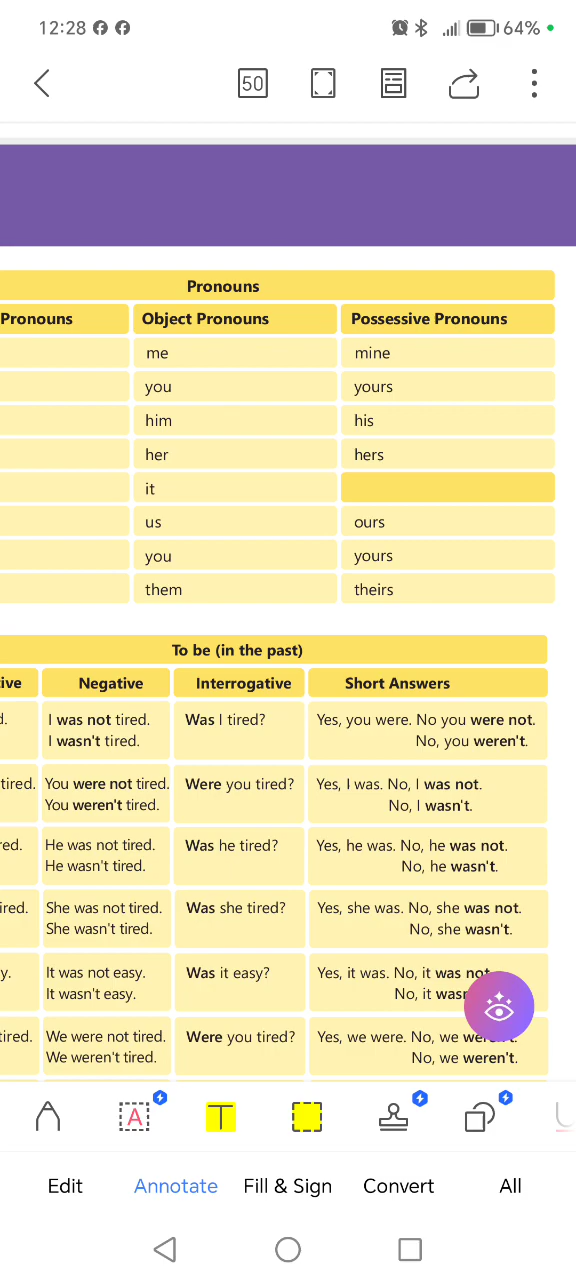 12:28 64%
50
Pronouns
Pronouns Object Pronouns Possessive Pronouns
me mine
you yours
him his
her hers
it
us ours
you yours
them theirs
To be (in the past)
ive Negative Interrogative Short Answers
d. I was not tired. Was I tired? Yes, you were. No you were not.
I wasn't tired. No, you weren't.
tired. You were not tired. Were you tired? Yes, I was. No, I was not.
You weren't tired. No, I wasn't.
red. He was not tired. Was he tired? Yes, he was. No, he was not.
He wasn't tired. No, he wasn't.
ired. She was not tired. Was she tired? Yes, she was. No, she was not.
She wasn't tired. No, she wasn't.
y. It was not easy. Was it easy? Yes, it was. No, it was not.
It wasn't easy. No, it
tired. We were not tired. Were you tired? Yes, we were. No, we
We weren't tired. No, we weren't.
A T
Edit Annotate Fill & Sign Convert All